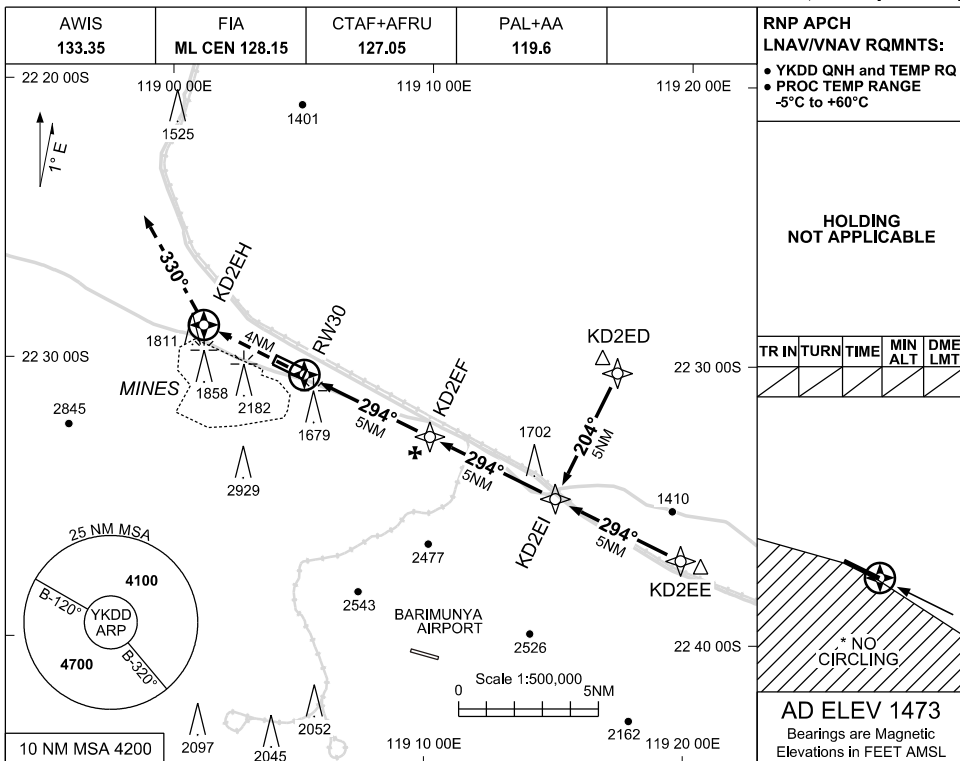 AWIS
133.35
FIA
ML CEN 128.15
CTAF+AFRU
127.05
PAL+AA
119.6
RNP APCH
LNAV/VNAV RQMNTS:
• YKDD QNH and TEMP RQ
• PROC TEMP RANGE
-5°C to +60°C
22 20 00S
119 00 00E
119 10 00E
119 20 00E
1525
1401
1° E
HOLDING
NOT APPLICABLE
330°
KD2EH
RW30
4NM
KD2EF
KD2ED
22 30 00S
22 30 00S
TR IN
TURN
TIME
MIN
ALT
DME
LMT
1811
MINES
1858
2182
1679
2845
2929
294°
5NM
294°
5NM
1702
204°
5NM
KD2EI
294°
5NM
1410
KD2EE
25 NM MSA
4100
B-120°
YKDD
ARP
4700
B-320°
2477
2543
BARIMUNYA
AIRPORT
2526
22 40 00S
* NO
CIRCLING
Scale 1:500,000
0
5NM
2052
2097
2045
2162
10 NM MSA 4200
119 10 00E
119 20 00E
AD ELEV 1473
Bearings are Magnetic
Elevations in FEET AMSL